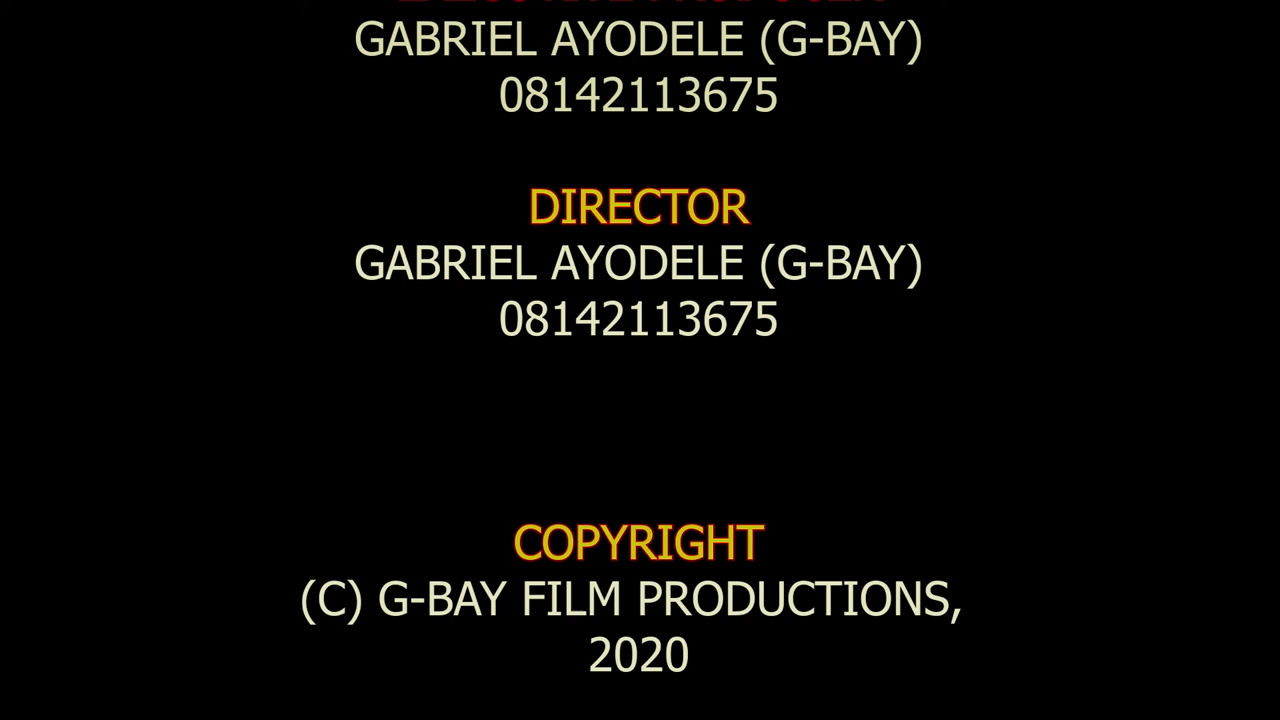 GABRIEL AYODELE (G-BAY)
08142113675
DIRECTOR
GABRIEL AYODELE (G-BAY)
08142113675
COPYRIGHT
(C) G-BAY FILM PRODUCTIONS,
2020